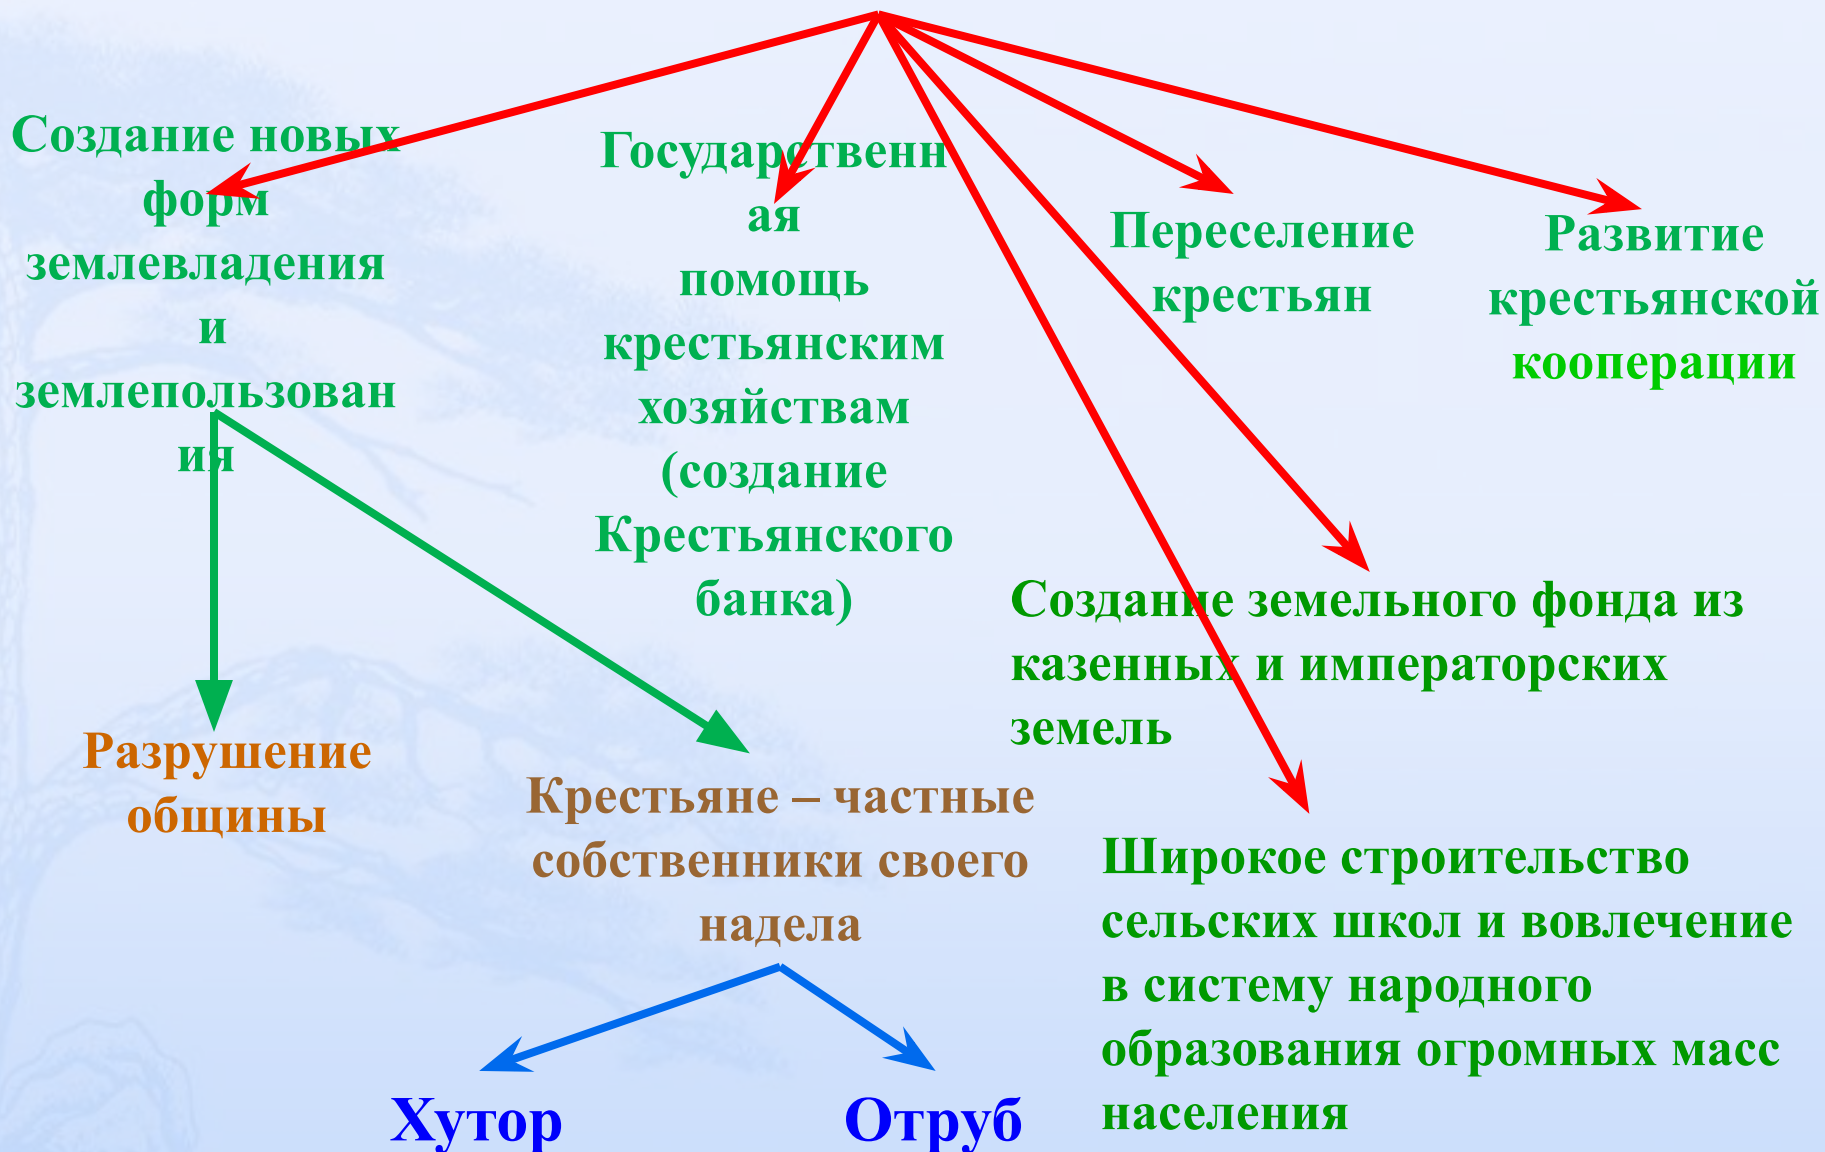 Создание новых
форм
землевладения
и
землепользован
ия
Государственн
ая
помощь
крестьянским
хозяйствам
(создание
Крестьянского
банка)
Переселение
крестьян
Развитие
крестьянской
кооперации
Создание земельного фонда из
казенных и императорских
земель
Разрушение
общины
Крестьяне – частные
собственники своего
надела
Широкое строительство
сельских школ и вовлечение
в систему народного
образования огромных масс
населения
Хутор
Отруб